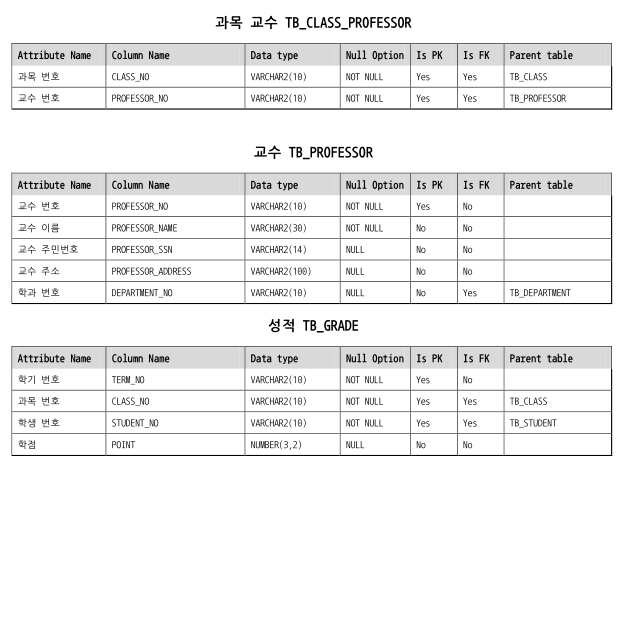 과목 교수 TB_CLASS_PROFESSOR
Attribute Name Column Name Data type Null Option Is PK Is FK Parent table
과목 번호 CLASS_NO VARCHAR2(10) NOT NULL Yes Yes TB_CLASS
교수 번호 PROFESSOR_NO VARCHAR2(10) NOT NULL Yes Yes TB_PROFESSOR
교수 TB_PROFESSOR
Attribute Name Column Name Data type Null Option Is PK Is FK Parent table
교수 번호 PROFESSOR_NO VARCHAR2(10) NOT NULL Yes No
교수 이름 PROFESSOR_NAME VARCHAR2(30) NOT NULL No No
교수 주민번호 PROFESSOR_SSN VARCHAR2(14) NULL No No
교수 주소 PROFESSOR_ADDRESS VARCHAR2(100) NULL No No
학과 번호 DEPARTMENT_NO VARCHAR2(10) NULL No Yes TB_DEPARTMENT
성적 TB_GRADE
Attribute Name Column Name Data type Null Option Is PK Is FK Parent table
학기 번호 TERM_NO VARCHAR2(10) NOT NULL Yes No
과목 번호 CLASS_NO VARCHAR2(10) NOT NULL Yes Yes TB_CLASS
학생 번호 STUDENT_NO VARCHAR2(10) NOT NULL Yes Yes TB_STUDENT
학점 POINT NUMBER(3,2) NULL No No